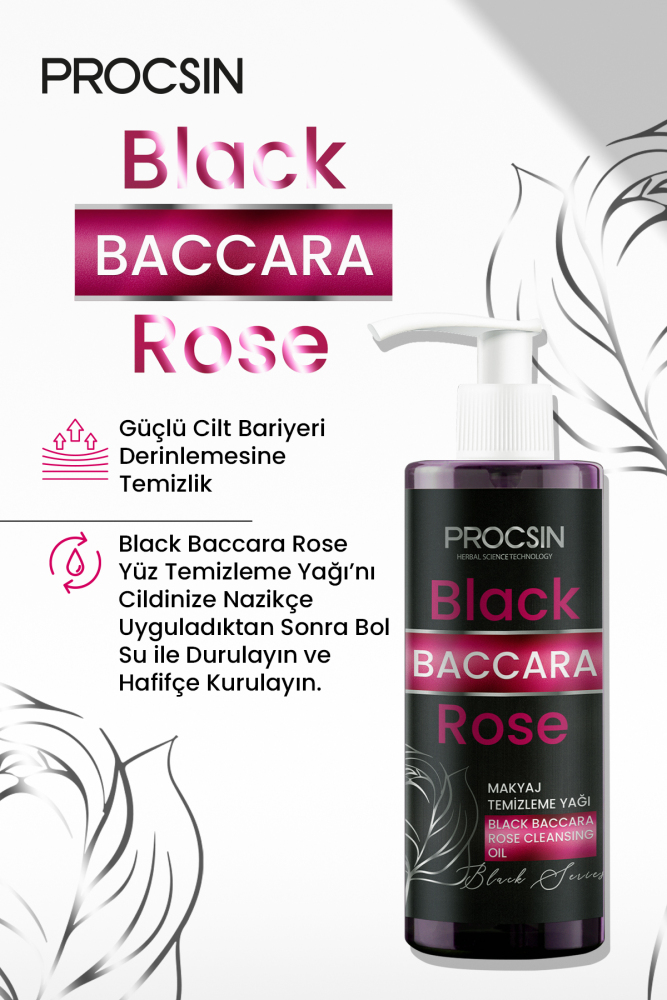 PROCSIN
Black
BACCARA
Rose
Güçlü Cilt Bariyeri
Derinlemesine
Temizlik
Black Baccara Rose
Yüz Temizleme Yağı’nı
Cildinize Nazikçe
Uyguladıktan Sonra Bol
Su ile Durulayın ve
Hafifçe Kurulayın.
PROCSIN
HERBAL SCIENCE TECHNOLOGY
Black
BACCARA
Rose
MAKYAJ
TEMİZLEME YAĞI
BLACK BACCARA
ROSE CLEANSING
OIL
Black Series